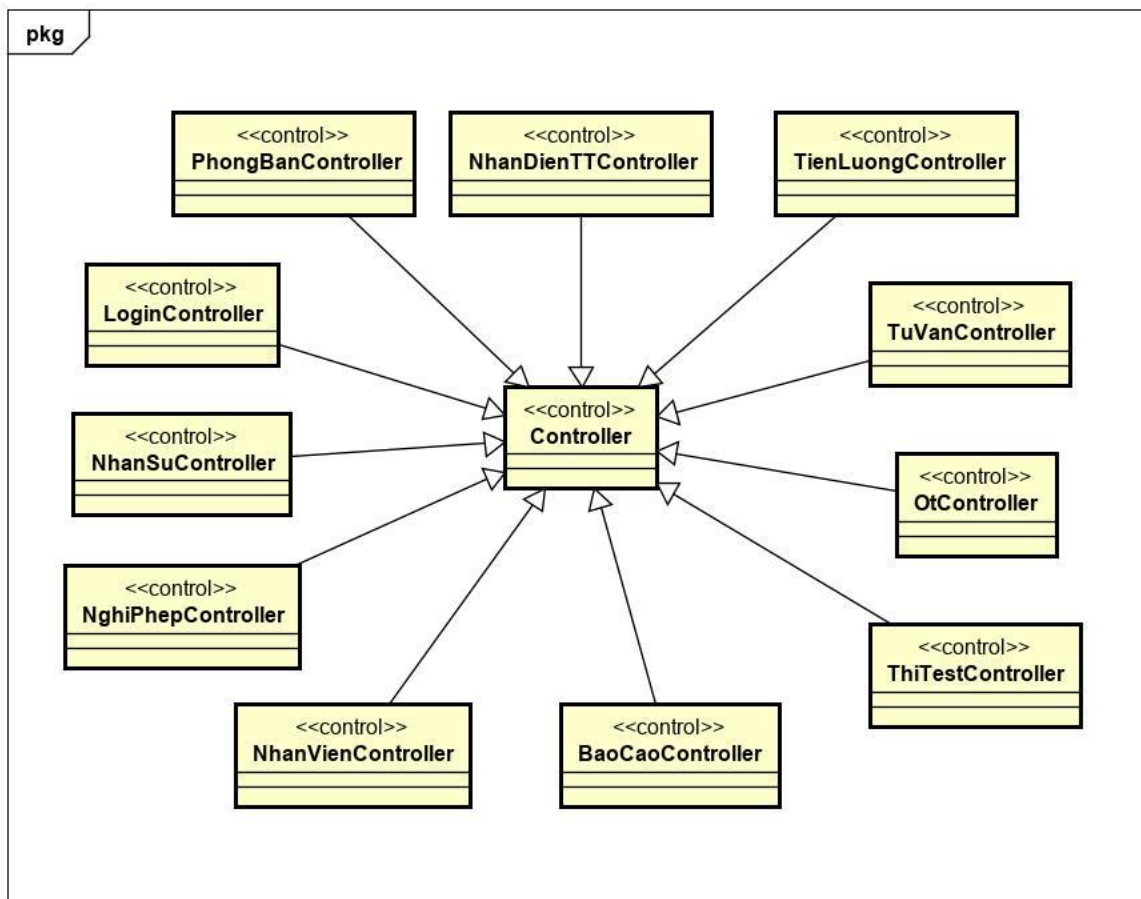 pkg
<<control>>
PhongBanController
<<control>>
NhanDienTTController
<<control>>
TienLuongController
<<control>>
LoginController
<<control>>
TuVanController
<<control>>
Controller
<<control>>
NhanSuController
<<control>>
OtController
<<control>>
NghiPhepController
<<control>>
ThiTestController
<<control>>
NhanVienController
<<control>>
BaoCaoController